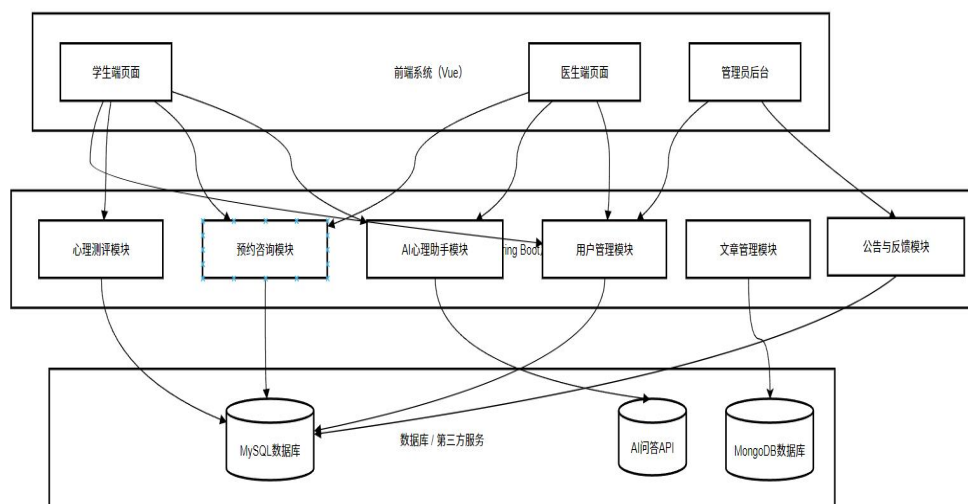 学生端页面
前端系统（Vue）
医生端页面
管理员后台
心理测评模块
预约咨询模块
AI心理助手模块
ring Boot
用户管理模块
文章管理模块
公告与反馈模块
MySQL数据库
数据库 / 第三方服务
AI问答API
MongoDB数据库